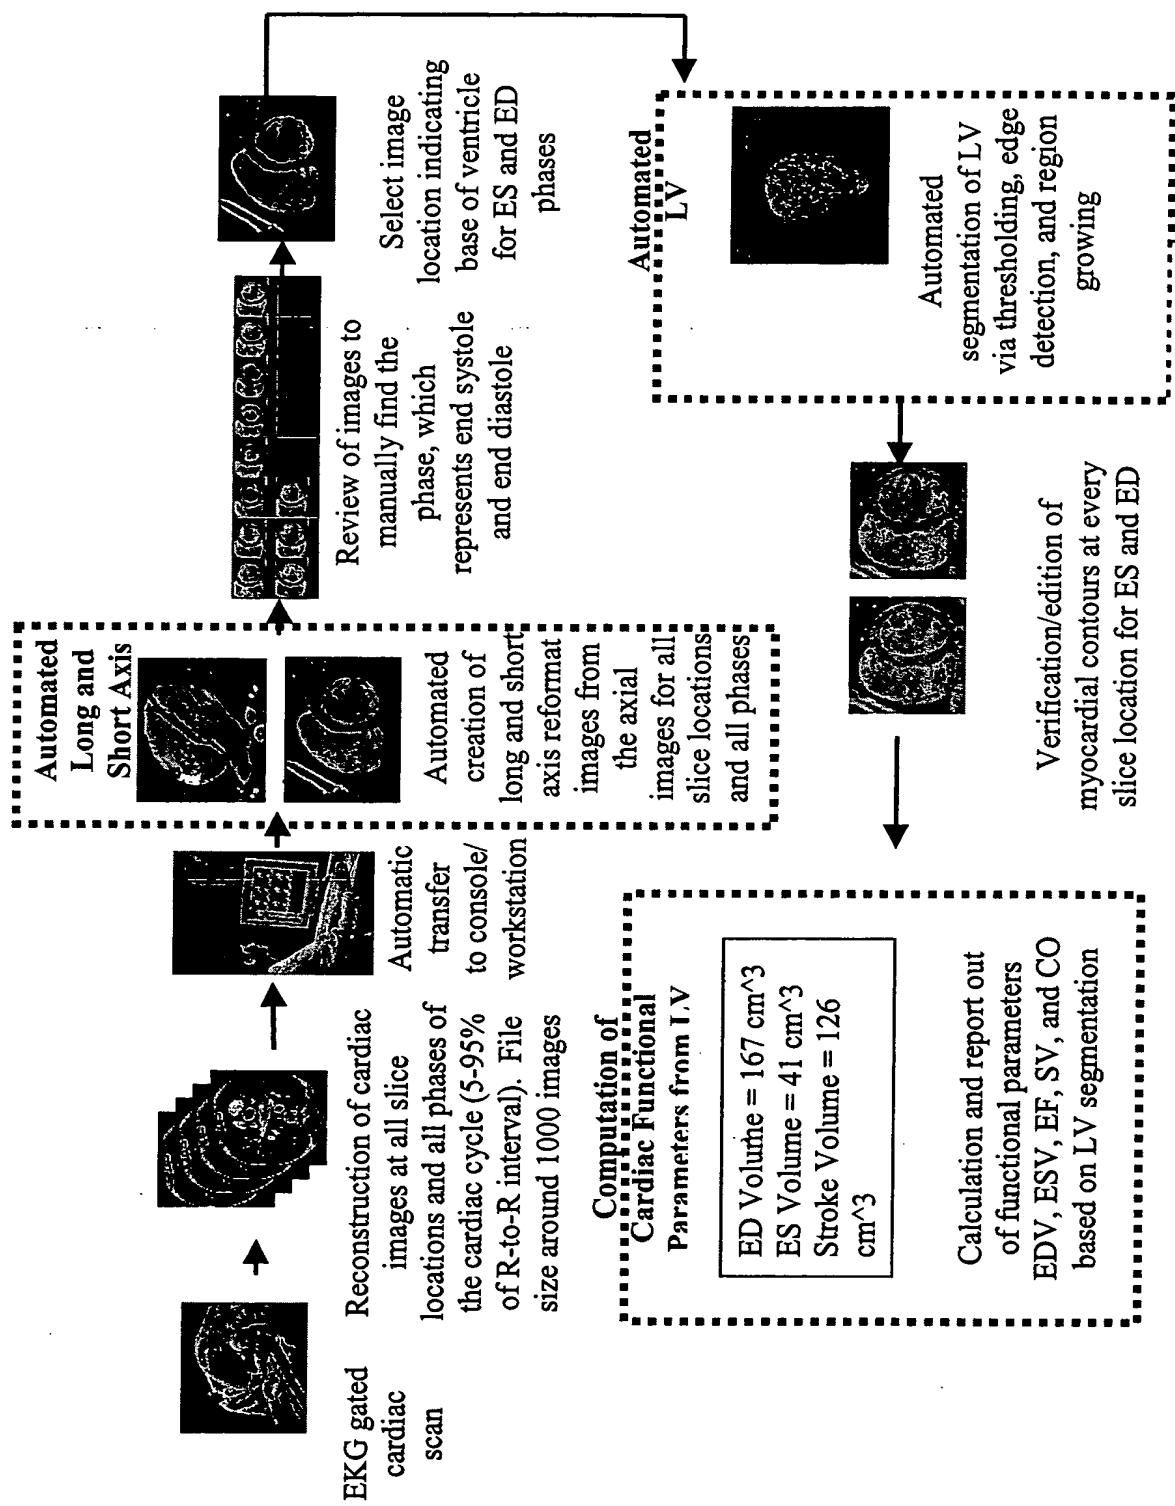 EKG gated
cardiac
scan
Reconstruction of cardiac
images at all slice
locations and all phases of
the cardiac cycle (5-95%
of R-to-R interval). File
size around 1000 images
Automatic
transfer
to console/
workstation
Automated
Long and
Short Axis
Automated
creation of
long and short
axis reformat
images from
the axial
images for all
slice locations
and all phases
Review of images to
manually find the
phase, which
represents end systole
and end diastole
Select image
location indicating
base of ventricle
for ES and ED
phases
Automated
LV
Automated
segmentation of LV
via thresholding, edge
detection, and region
growing
Verification/edition of
myocardial contours at every
slice location for ES and ED
Computation of
Cardiac Functional
Parameters from LV
ED Volume = 167 cm^3
ES Volume = 41 cm^3
Stroke Volume = 126
cm^3
Calculation and report out
of functional parameters
EDV, ESV, EF, SV, and CO
based on LV segmentation